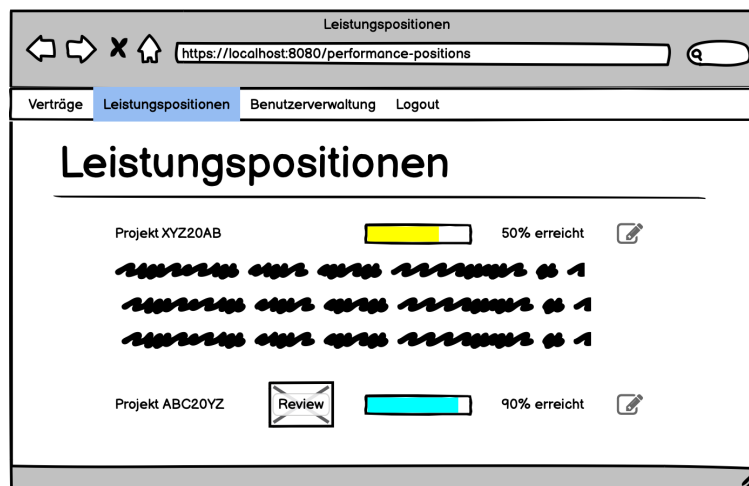 Leistungspositionen
https://localhost:8080/performance-positions
Verträge Leistungspositionen Benutzerverwaltung Logout
Leistungspositionen
Projekt XYZ20AB 50% erreicht
Projekt ABC20YZ Review 90% erreicht